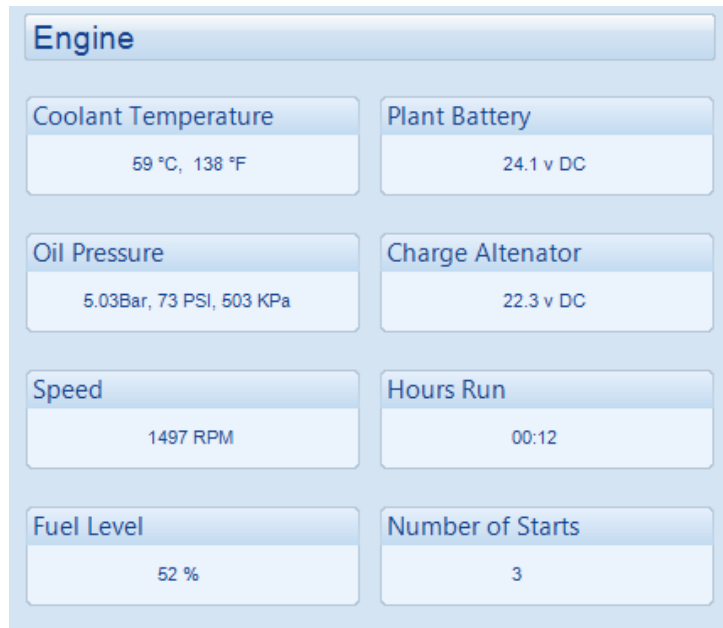 Engine
Coolant Temperature
59 °C,  138 °F
Plant Battery
24.1 v DC
Oil Pressure
5.03Bar, 73 PSI, 503 KPa
Charge Altenator
22.3 v DC
Speed
1497 RPM
Hours Run
00:12
Fuel Level
52 %
Number of Starts
3